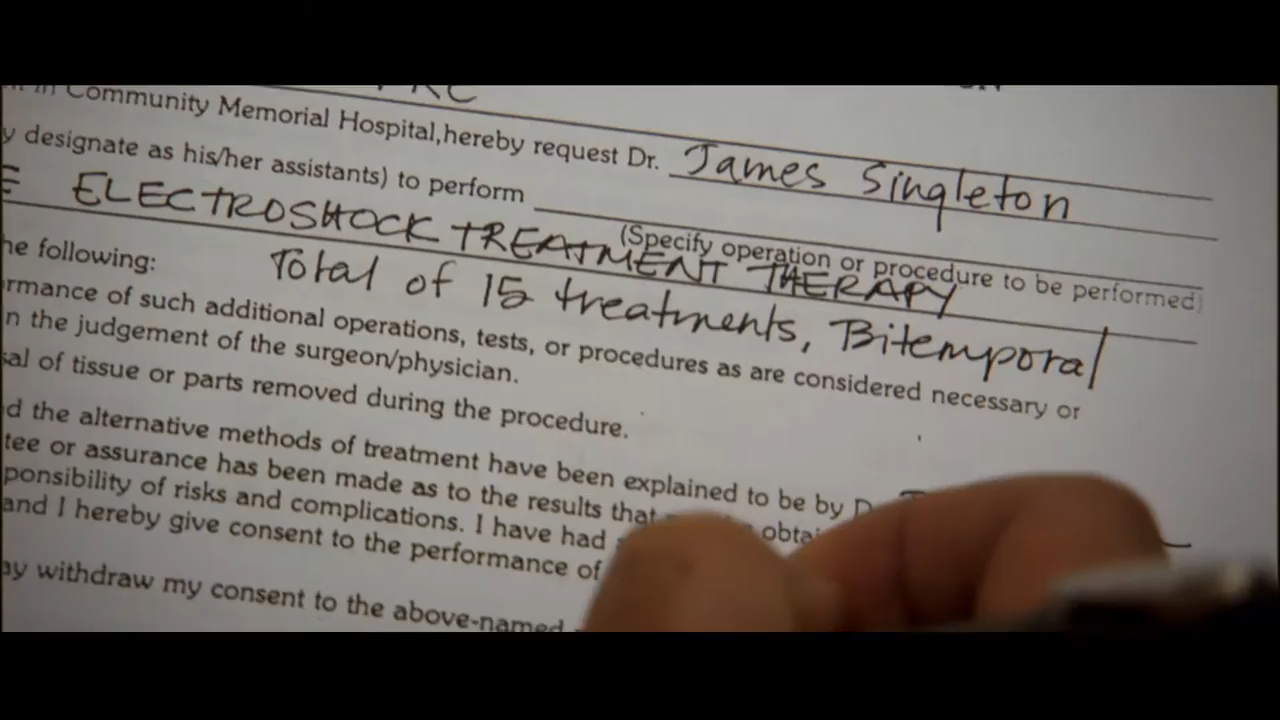 in Community Memorial Hospital,hereby request Dr. James Singleton
designate as his/her assistants) to perform
(Specify operation or procedure to be performed)
ELECTROSHOCK TREATMENT THERAPY
he following: Total of 15 treatments, Bitemporal
rmance of such additional operations, tests, or procedures as are considered necessary or
n the judgement of the surgeon/physician.
sal of tissue or parts removed during the procedure.
d the alternative methods of treatment have been explained to be by D
tee or assurance has been made as to the results that obtai
ponsibility of risks and complications. I have had
and I hereby give consent to the performance of
ay withdraw my consent to the above-named